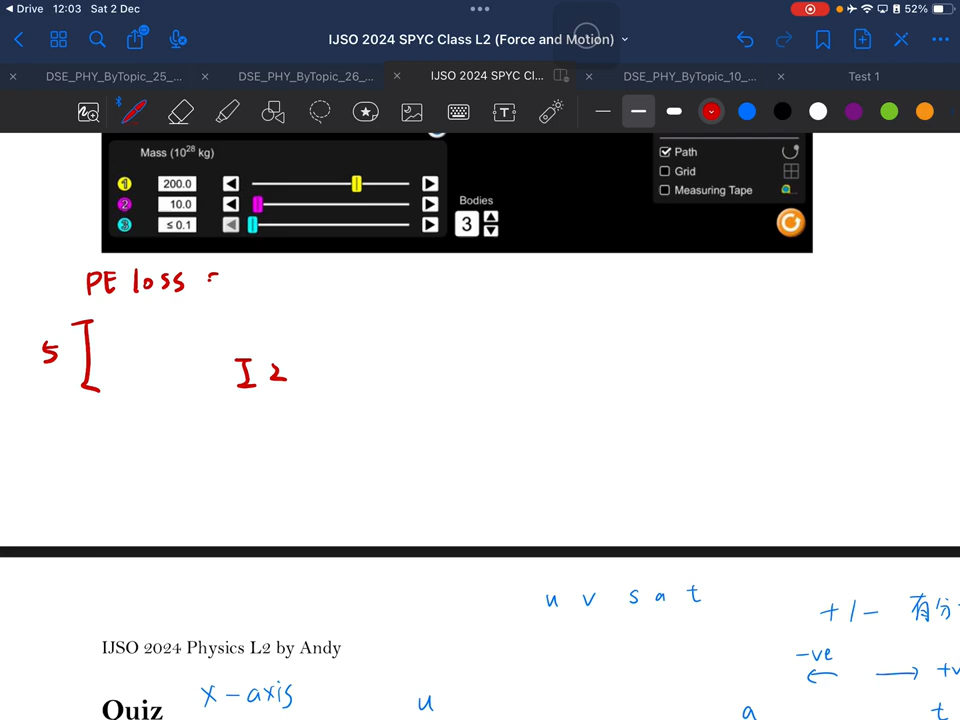 Drive 12:03 Sat 2 Dec 52%
IJSO 2024 SPYC Class L2 (Force and Motion)
DSE_PHY_ByTopic_25_... DSE_PHY_ByTopic_26_... IJSO 2024 SPYC Cl... DSE_PHY_ByTopic_10_... Test 1
Mass (10²⁸ kg)
1 200.0
2 10.0
3 ≤ 0.1
Bodies
3
Path
Grid
Measuring Tape
PE loss =
5
I 2
u v s a t
+/- 有分
-ve
+v
IJSO 2024 Physics L2 by Andy
Quiz
x-axis
u
a
t